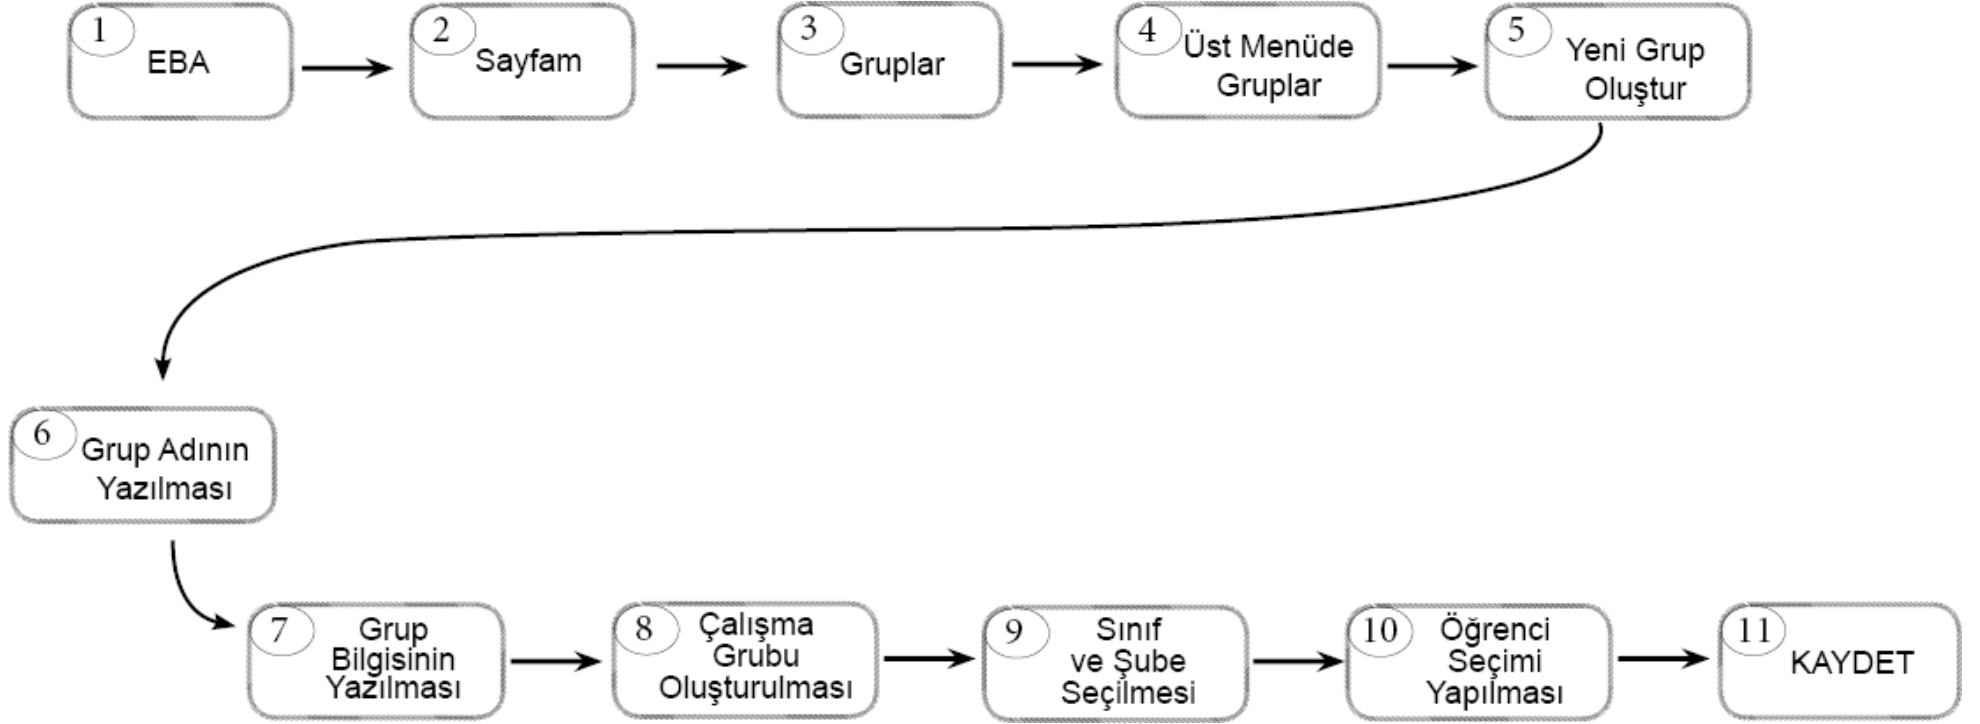 1
EBA
2
Sayfam
3
Gruplar
4
Üst Menüde
Gruplar
5
Yeni Grup
Oluştur
6
Grup Adının
Yazılması
7
Grup
Bilgisinin
Yazılması
8
Çalışma
Grubu
Oluşturulması
9
Sınıf
ve Şube
Seçilmesi
10
Öğrenci
Seçimi
Yapılması
11
KAYDET